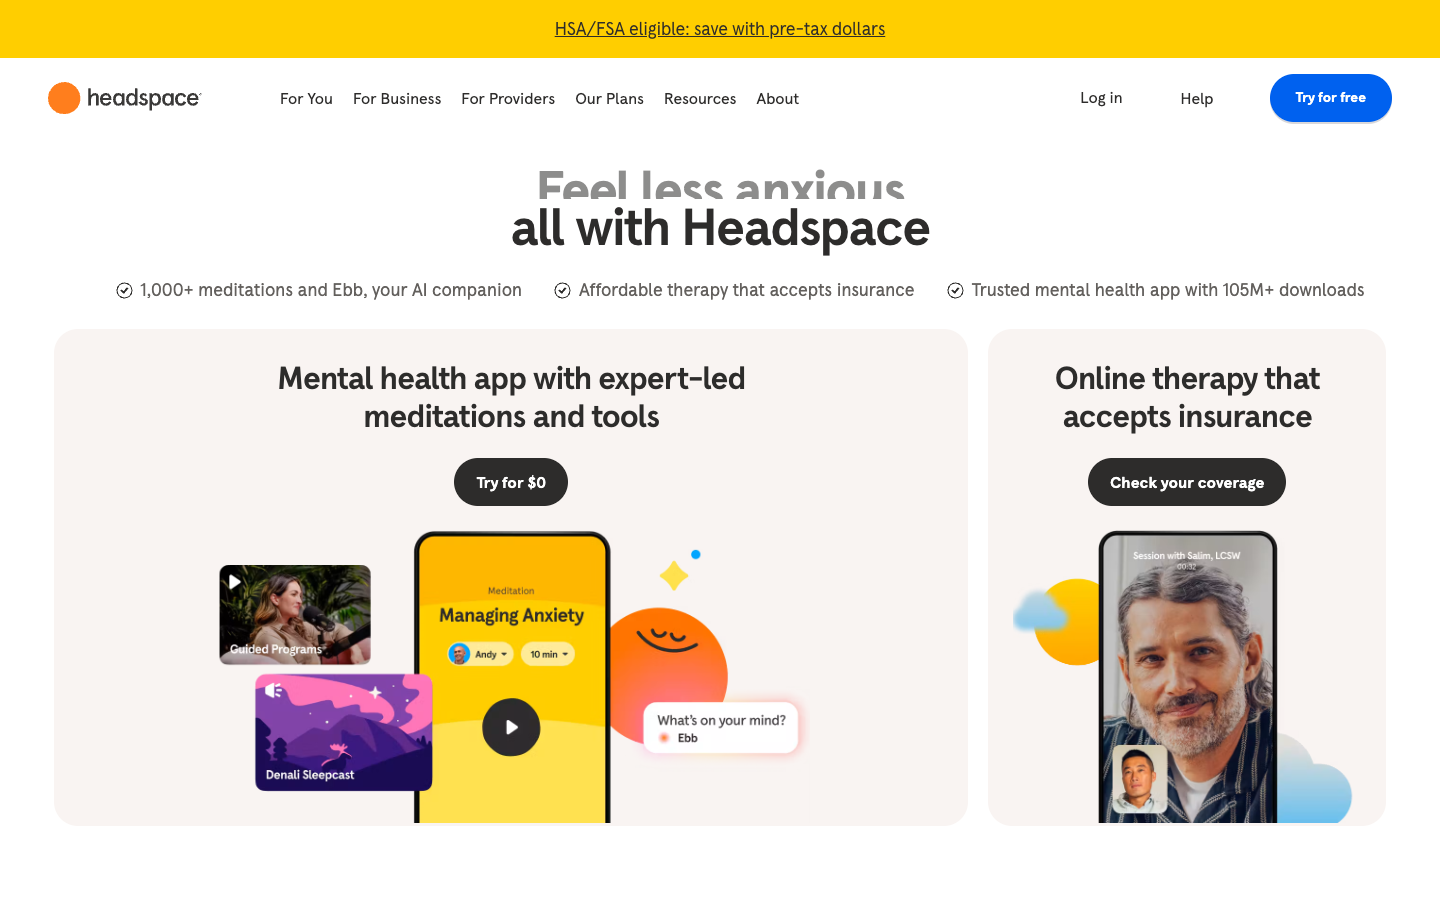 HSA/FSA eligible: save with pre-tax dollars
headspace
For You
For Business
For Providers
Our Plans
Resources
About
Log in
Help
Try for free
Feel less anxious
all with Headspace
1,000+ meditations and Ebb, your AI companion
Affordable therapy that accepts insurance
Trusted mental health app with 105M+ downloads
Mental health app with expert-led
meditations and tools
Try for $0
Guided Programs
Denali Sleepcast
Meditation
Managing Anxiety
Andy
10 min
What's on your mind?
Ebb
Online therapy that
accepts insurance
Check your coverage
Session with Salim, LCSW
00:32